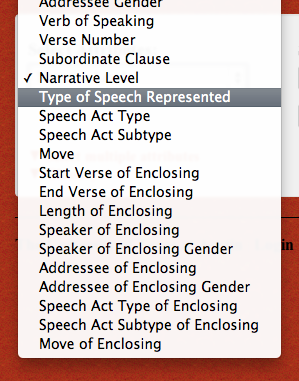 Addressee Gender
Verb of Speaking
Verse Number
Subordinate Clause
✓ Narrative Level
Type of Speech Represented
Speech Act Type
Speech Act Subtype
Move
Start Verse of Enclosing
End Verse of Enclosing
Length of Enclosing
Speaker of Enclosing
Speaker of Enclosing Gender
Addressee of Enclosing
Addressee of Enclosing Gender
Speech Act Type of Enclosing
Speech Act Subtype of Enclosing
Move of Enclosing